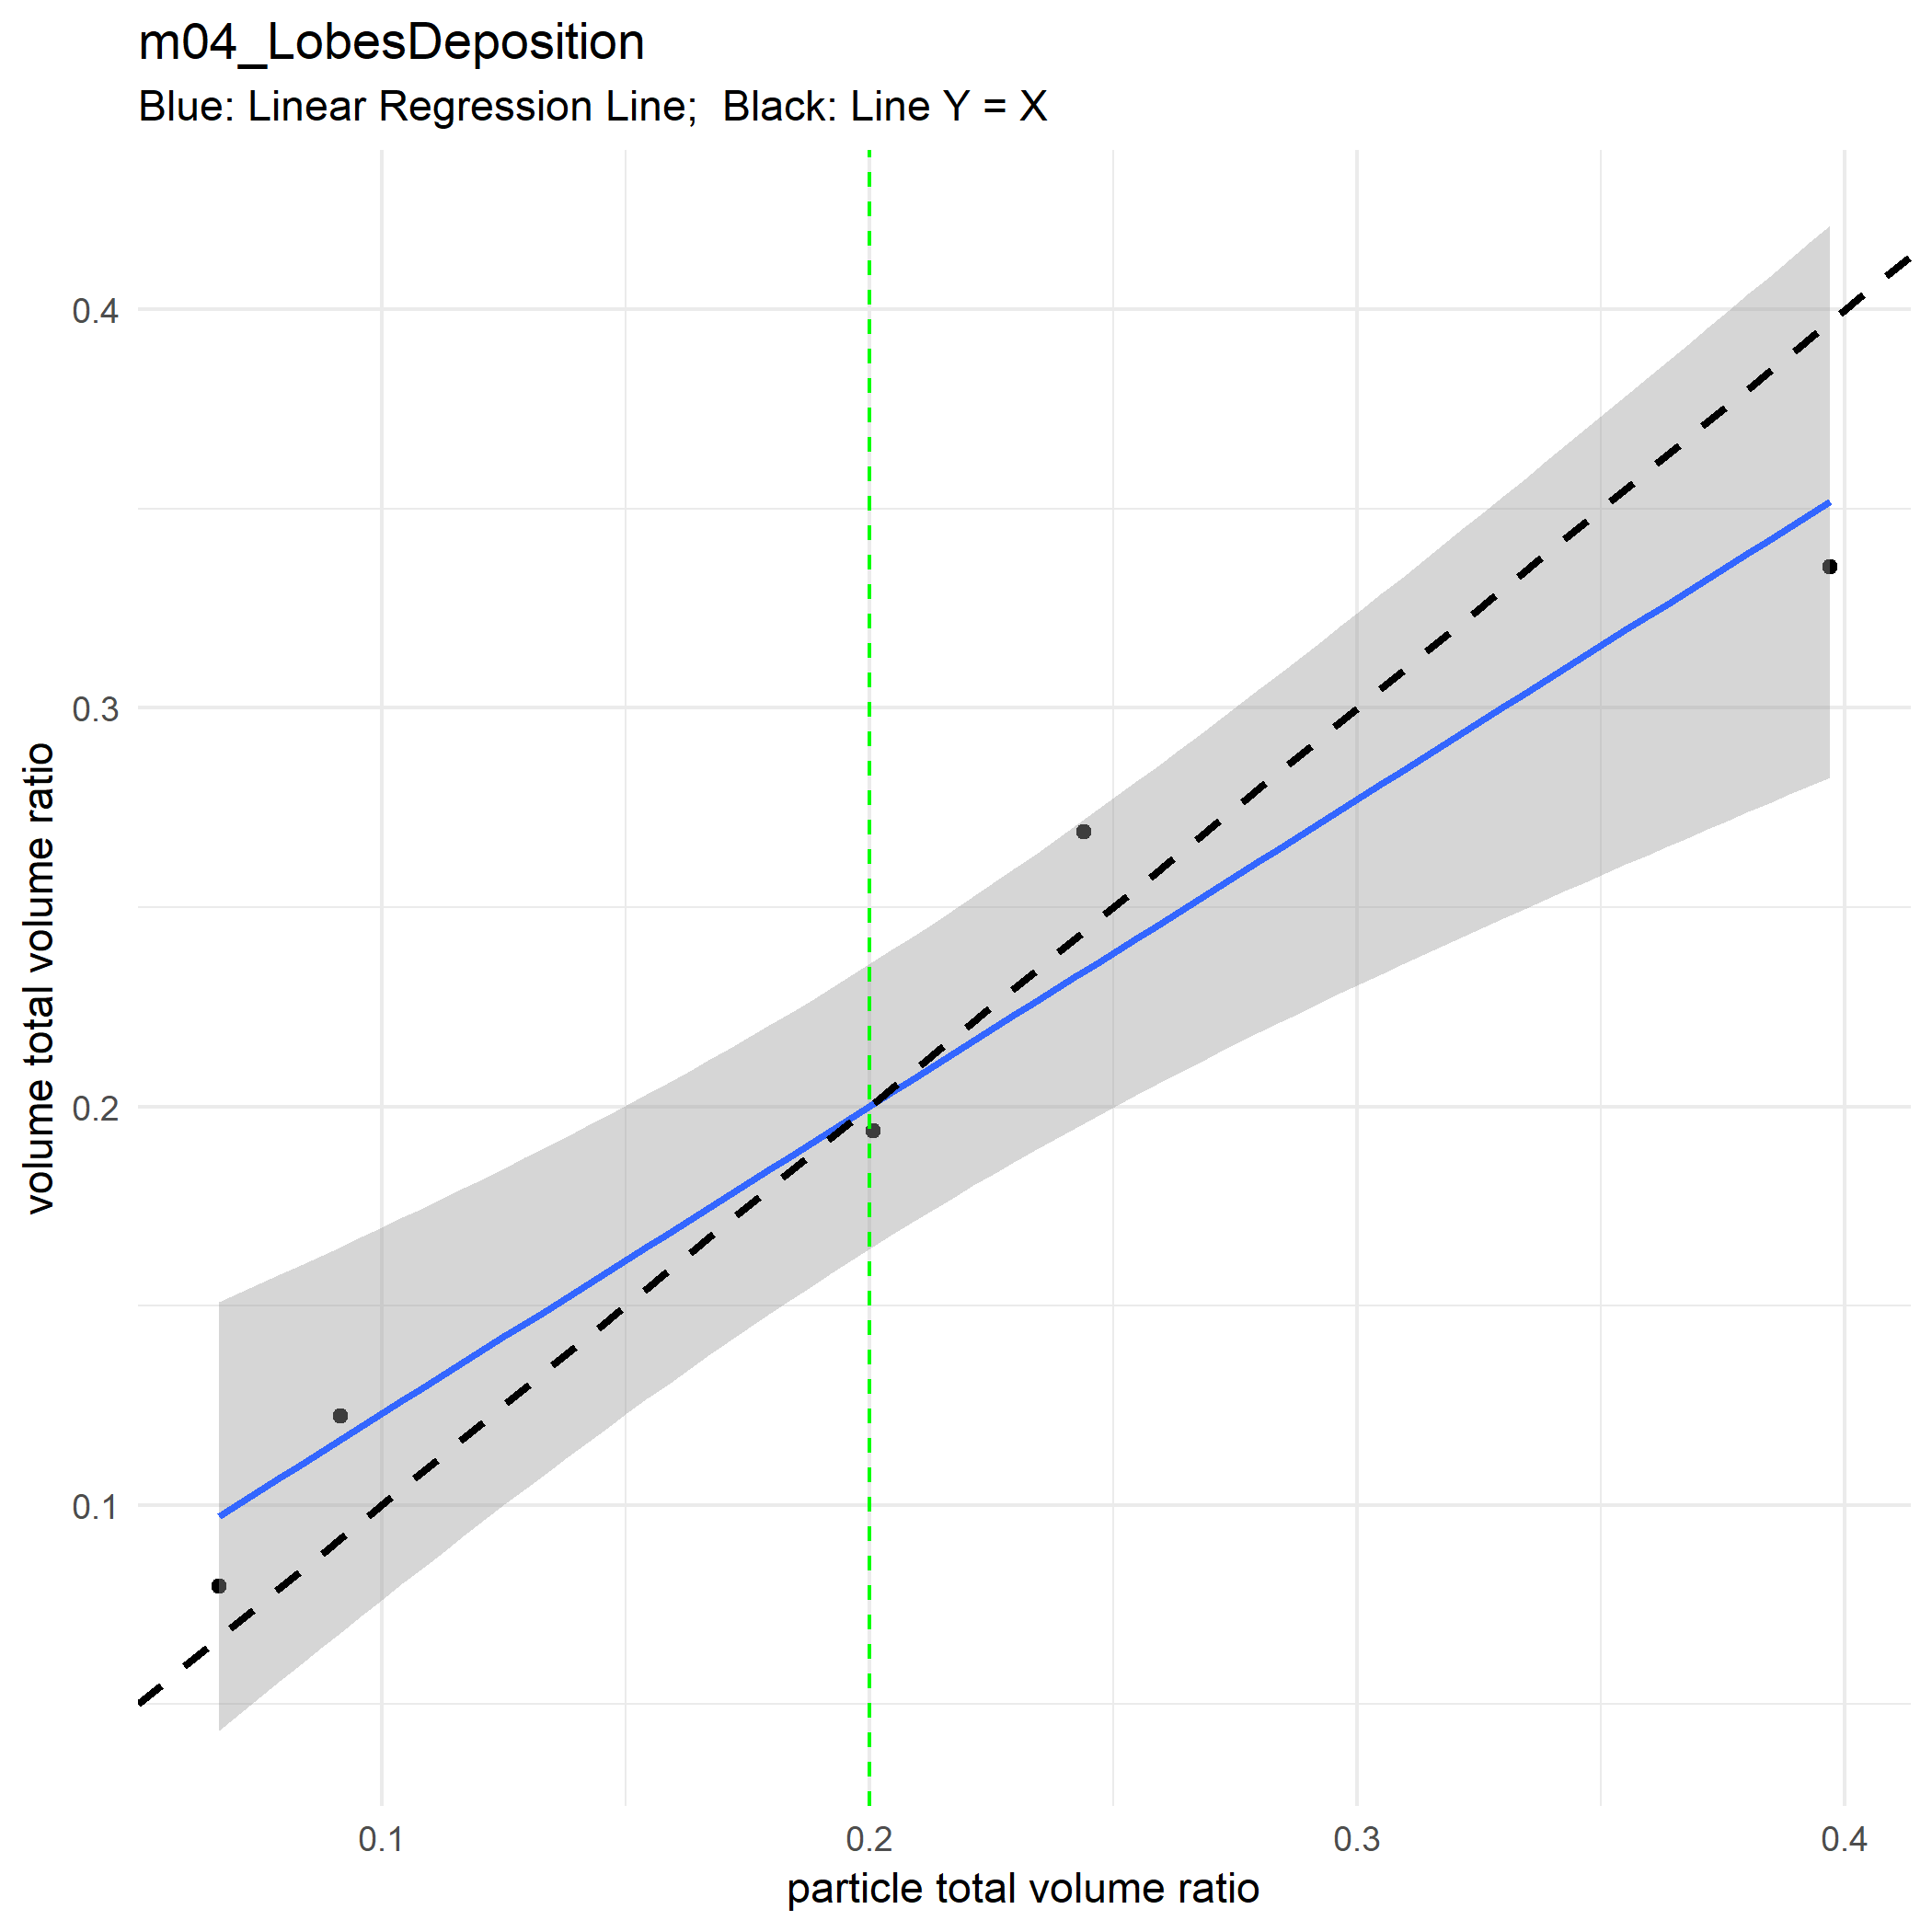 m04_LobesDeposition
Blue: Linear Regression Line;  Black: Line Y = X
volume total volume ratio
0.4
0.3
0.2
0.1
0.1
0.2
0.3
0.4
particle total volume ratio